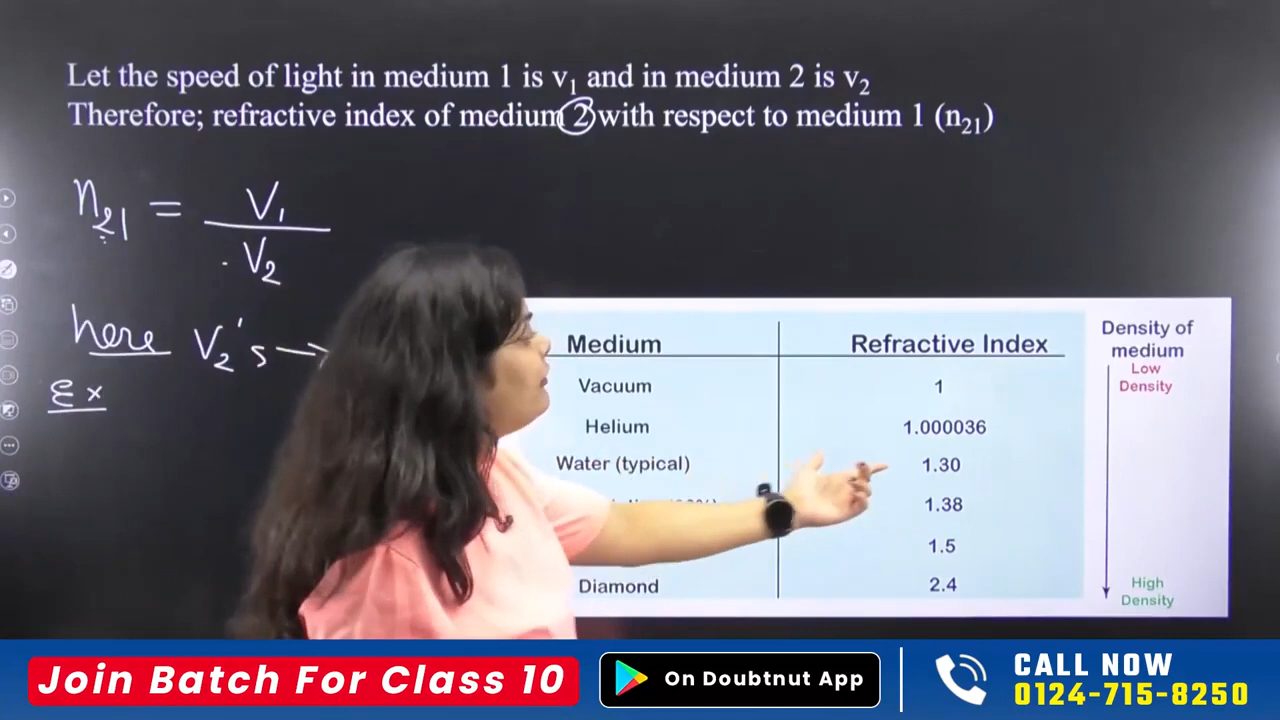 Let the speed of light in medium 1 is v₁ and in medium 2 is v₂
Therefore; refractive index of medium 2 with respect to medium 1 (n₂₁)
n₂₁ = V₁
V₂
here V₂'s →
Ex
Medium Refractive Index
Vacuum 1
Helium 1.000036
Water (typical) 1.30
1.38
1.5
Diamond 2.4
Density of
medium
Low
Density
High
Density
Join Batch For Class 10
On Doubtnut App
CALL NOW
0124-715-8250